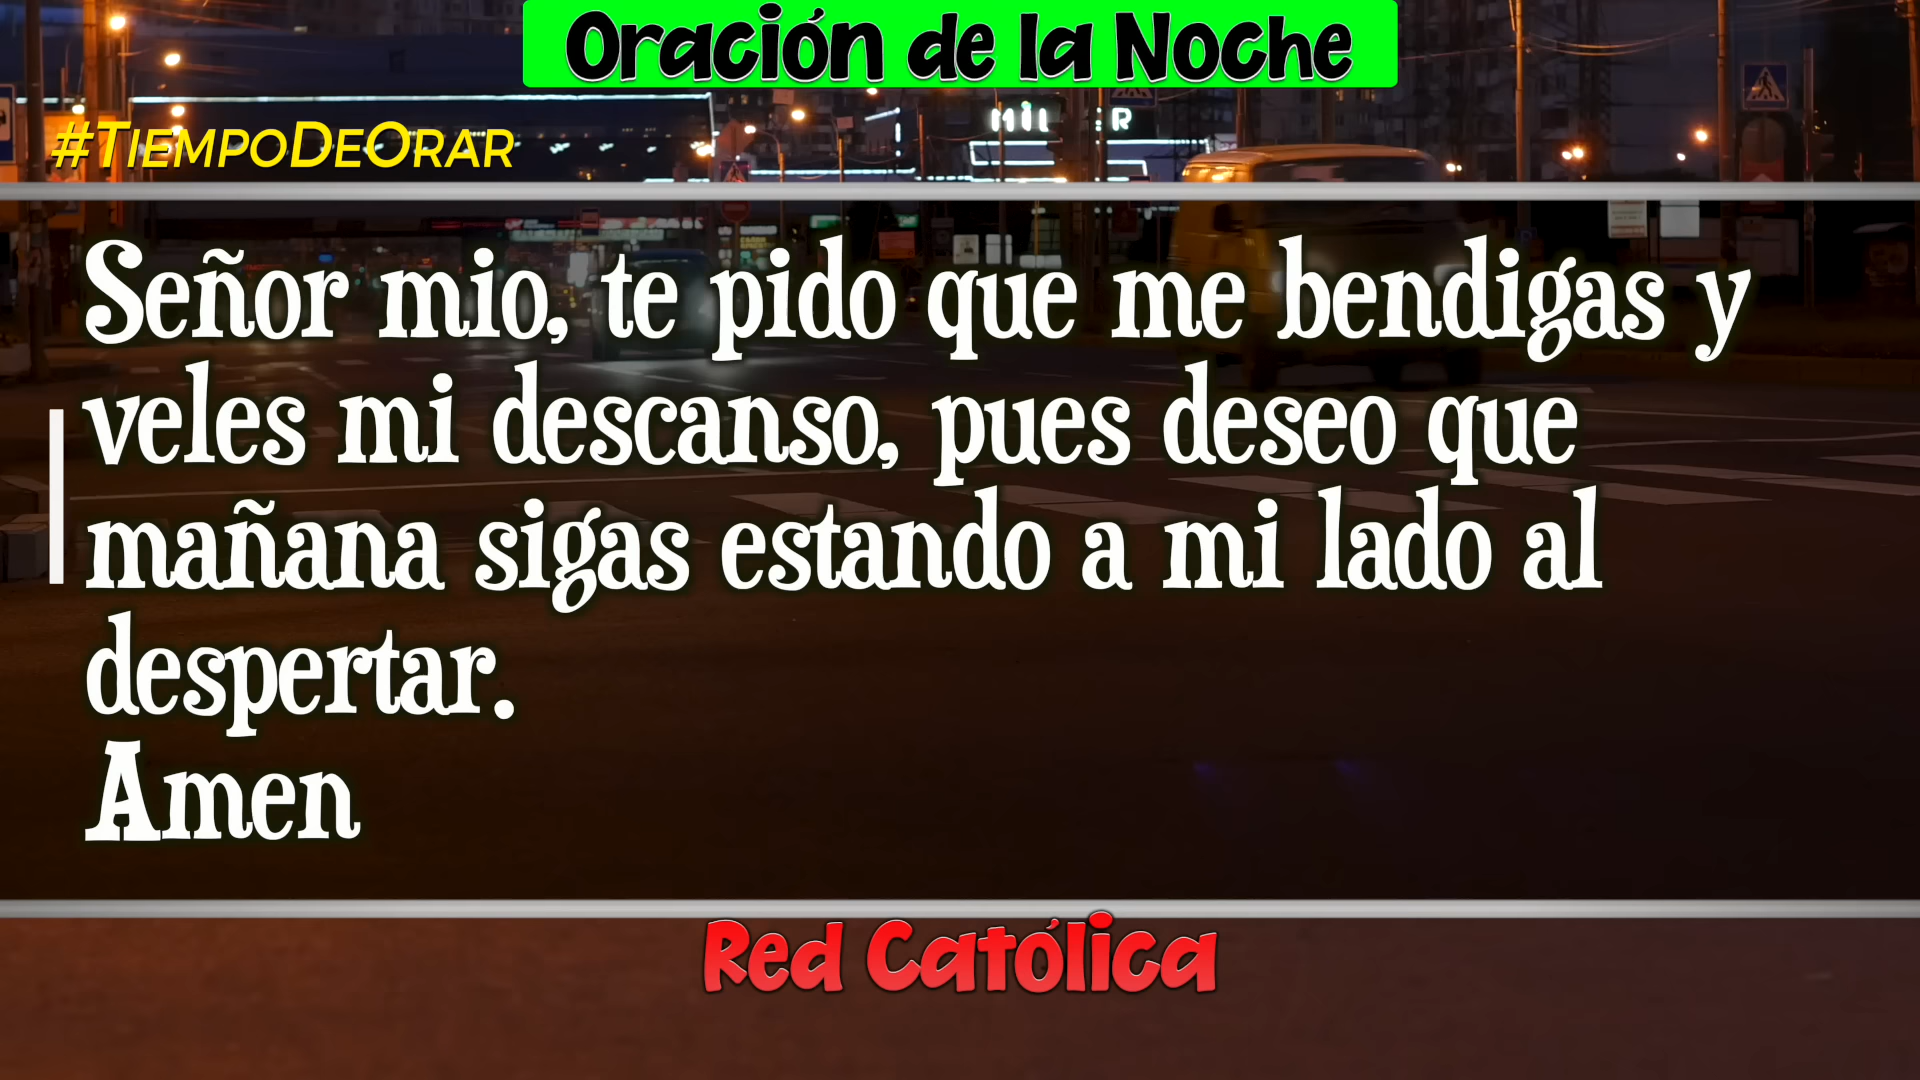 Oración de la Noche
#TiempoDeOrar
Señor mio, te pido que me bendigas y
veles mi descanso, pues deseo que
mañana sigas estando a mi lado al
despertar.
Amen
Red Católica